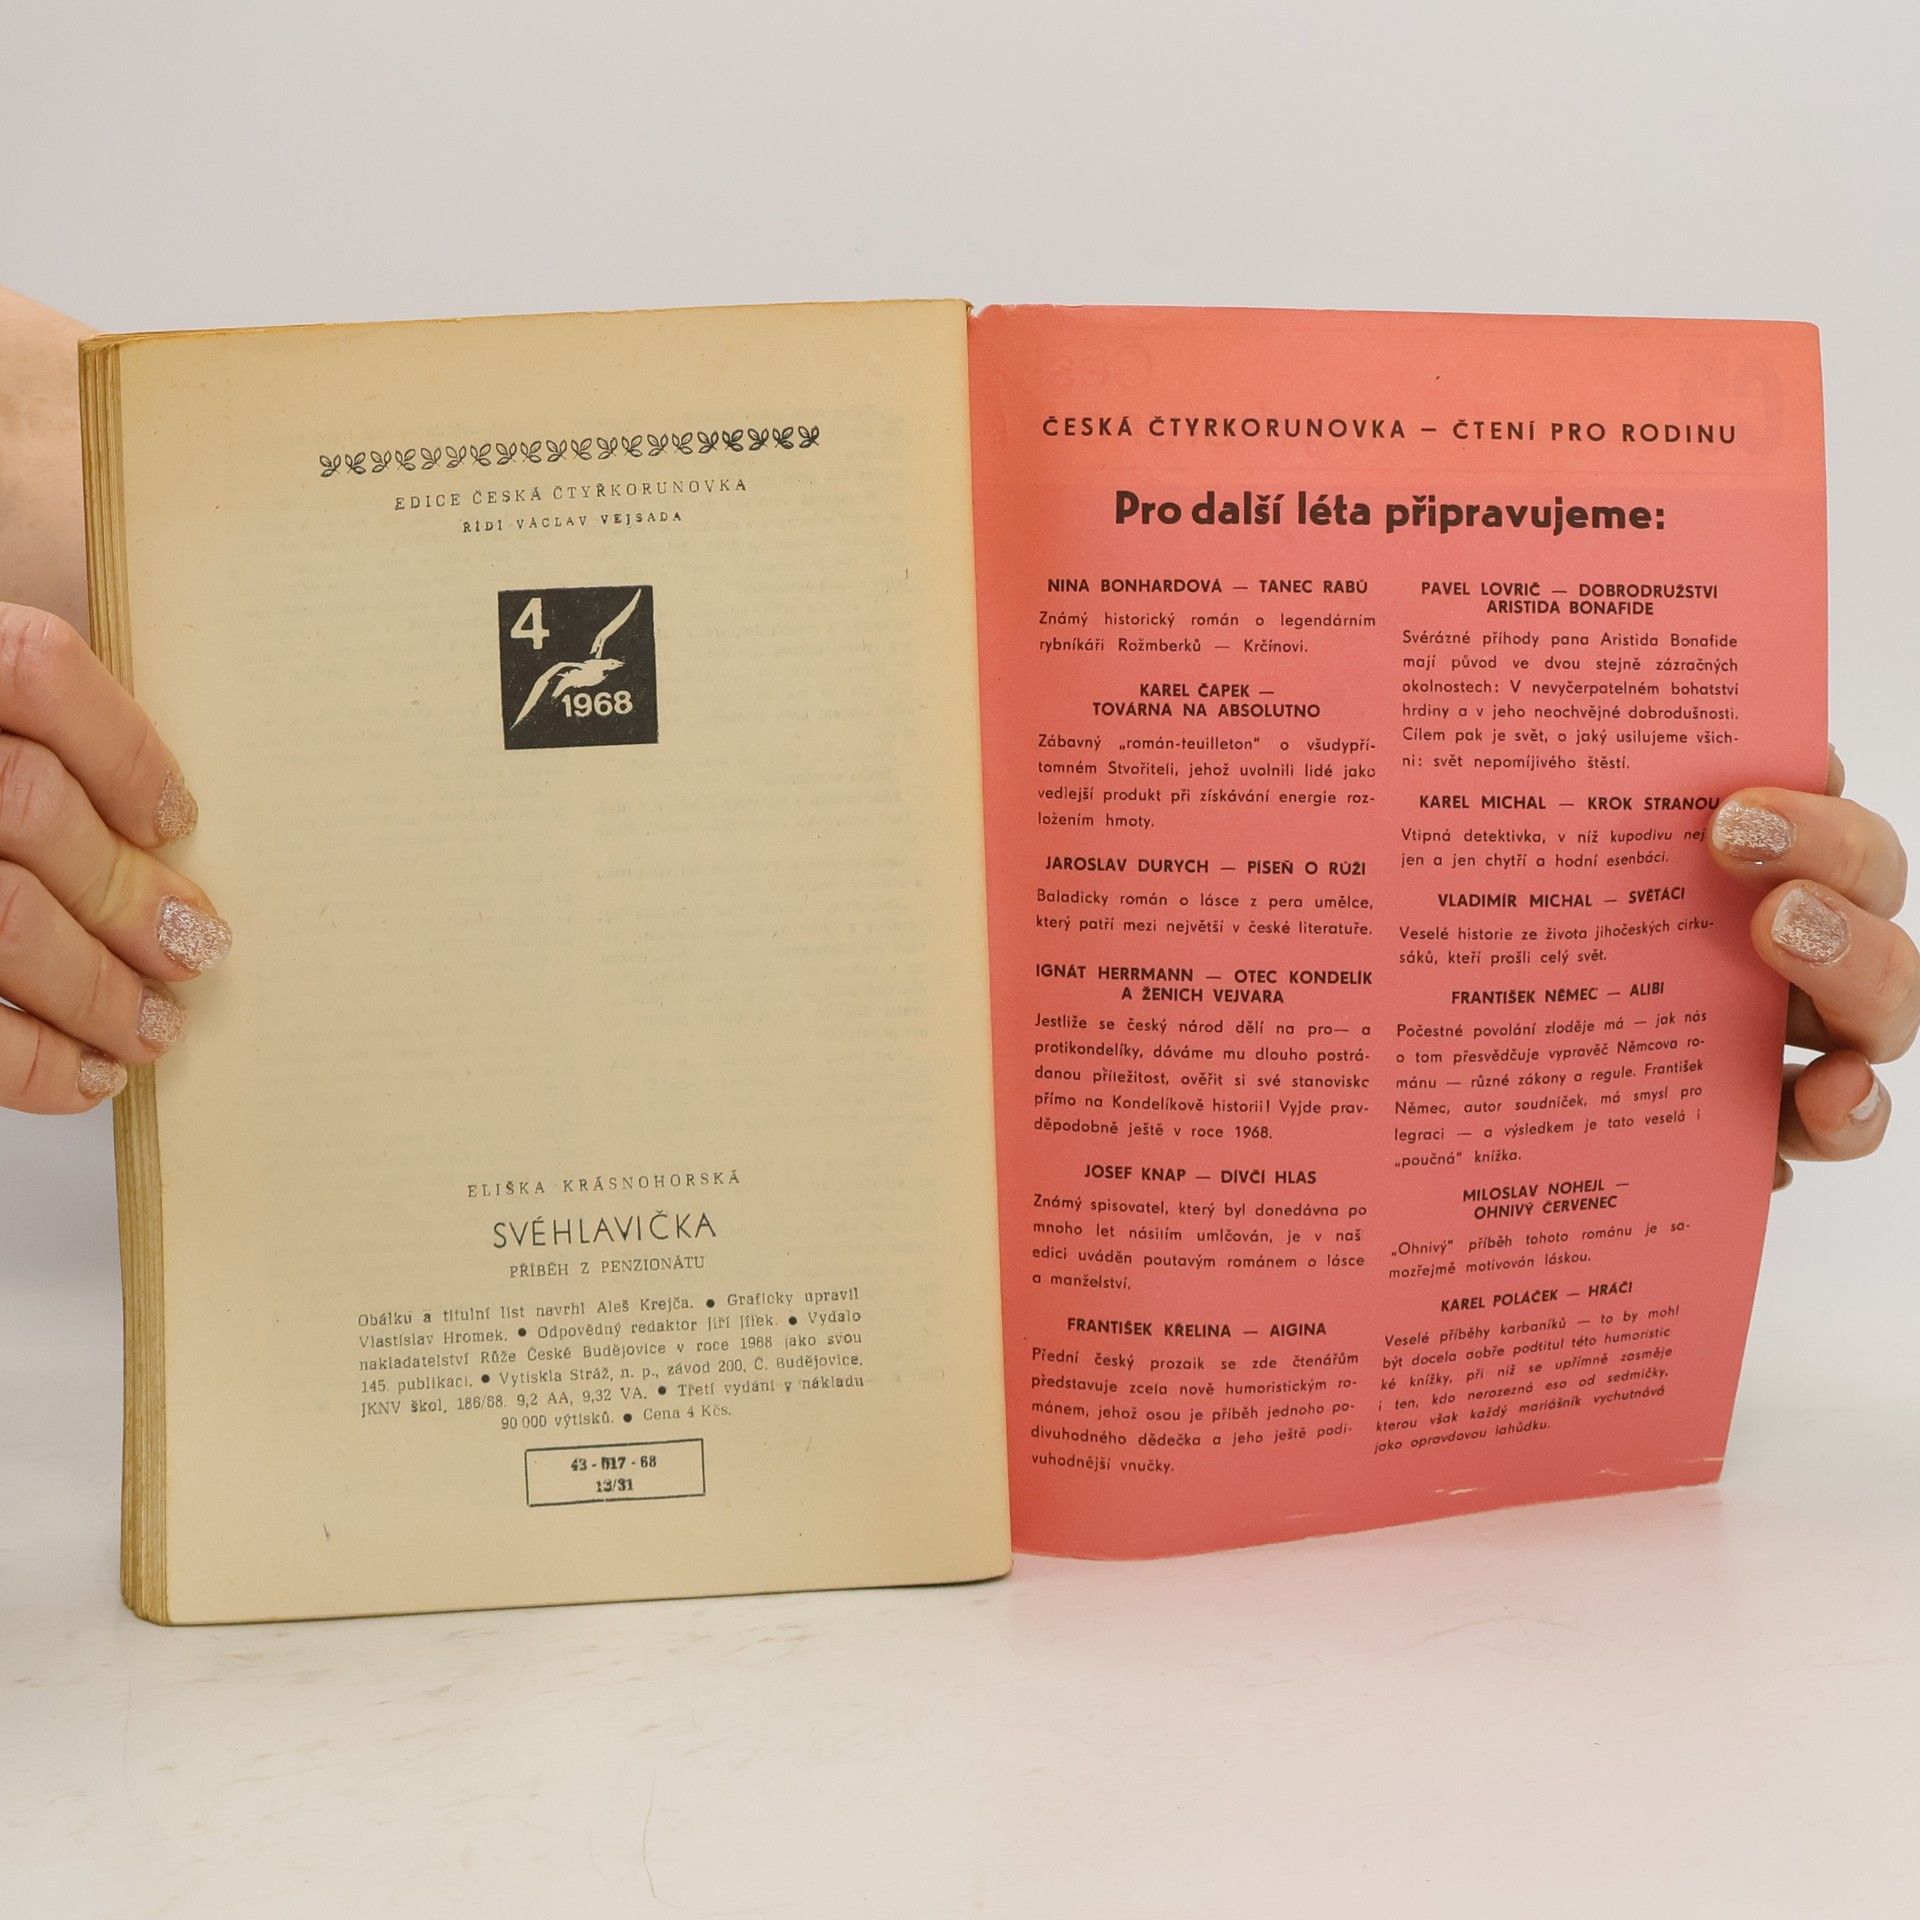 EDICE ČESKÁ ČTYŘKORUNOVKA
ŘÍDÍ VÁCLAV VEJSADA
4
1968
ELIŠKA KRÁSNOHORSKÁ
SVÉHLAVIČKA
PŘÍBĚH Z PENZIONÁTU
Obálku a titulní list navrhl Aleš Krejča. ● Graficky upravil
Vlastislav Hromek. ● Odpovědný redaktor Jiří Jílek. ● Vydalo
nakladatelství Růže České Budějovice v roce 1968 jako svou
145. publikaci. ● Vytiskla Stráž, n. p., závod 200, Č. Budějovice.
JKNV škol, 186/68. 9,2 AA, 9,32 VA. ● Třetí vydání v nákladu
90 000 výtisků. ● Cena 4 Kčs.
43 - 017 - 68
13/31
ČESKÁ ČTYRKORUNOVKA — ČTENÍ PRO RODINU
Pro další léta připravujeme:
NINA BONHARDOVÁ — TANEC RABŮ
Známý historický román o legendárním
rybníkáři Rožmberků — Krčínovi.
KAREL ČAPEK —
TOVÁRNA NA ABSOLUTNO
Zábavný „román-feuilleton“ o všudypří-
tomném Stvořiteli, jehož uvolnili lidé jako
vedlejší produkt při získávání energie roz-
ložením hmoty.
JAROSLAV DURYCH — PÍSEŇ O RŮŽI
Baladicky román o lásce z pera umělce,
který patří mezi největší v české literatuře.
IGNÁT HERRMANN — OTEC KONDELÍK
A ŽENICH VEJVARA
Jestliže se český národ dělí na pro— a
protikondelíky, dáváme mu dlouho postrá-
danou příležitost, ověřit si své stanovisko
přímo na Kondelíkově historii! Vyjde prav-
děpodobně ještě v roce 1968.
JOSEF KNAP — DÍVČÍ HLAS
Známý spisovatel, který byl donedávna po
mnoho let násilím umlčován, je v naší
edici uváděn poutavým románem o lásce
a manželství.
FRANTIŠEK KŘELINA — AIGINA
Přední český prozaik se zde čtenářům
představuje zcela nově humoristickým ro-
mánem, jehož osou je příběh jednoho po-
divuhodného dědečka a jeho ještě podi-
vuhodnější vnučky.
PAVEL LOVRIČ — DOBRODRUŽSTVÍ
ARISTIDA BONAFIDE
Svérázné příhody pana Aristida Bonafide
mají původ ve dvou stejně zázračných
okolnostech: V nevyčerpatelném bohatství
hrdiny a v jeho neochvějné dobrodušnosti.
Cílem pak je svět, o jaký usilujeme všich-
ni: svět nepomíjivého štěstí.
KAREL MICHAL — KROK STRANOU
Vtipná detektivka, v níž kupodivu nej
jen a jen chytří a hodní esenbáci.
VLADIMÍR MICHAL — SVĚTÁCI
Veselé historie ze života jihočeských cirku-
sáků, kteří prošli celý svět.
FRANTIŠEK NĚMEC — ALIBI
Počestné povolání zloděje má — jak nás
o tom přesvědčuje vypravěč Němcova ro-
mánu — různé zákony a regule. František
Němec, autor soudniček, má smysl pro
legraci — a výsledkem je tato veselá i
„poučná“ knížka.
MILOSLAV NOHEJL —
OHNIVÝ ČERVENEC
„Ohnivý“ příběh tohoto románu je sa-
mozřejmě motivován láskou.
KAREL POLÁČEK — HRÁČI
Veselé příběhy karbaníků — to by mohl
být docela dobře podtitul této humoristic
ké knížky, při níž se upřímně zasměje
i ten, kdo nerozezná eso od sedmičky,
kterou však každý mariášník vychutnává
jako opravdovou lahůdku.